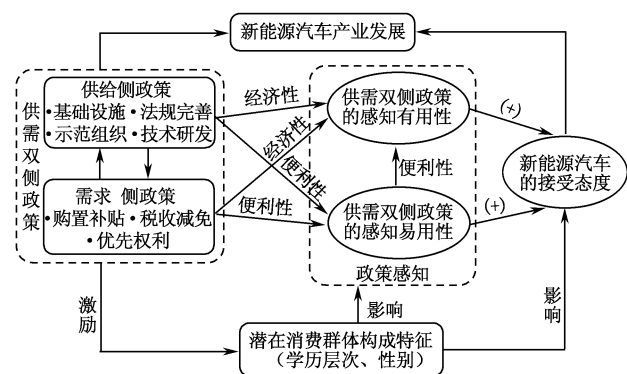 新能源汽车产业发展
供需双侧政策
供给侧政策
·基础设施·法规完善
·示范组织·技术研发
需求 侧政策
·购置补贴·税收减免
·优先权利
经济性
经济性
便利性
便利性
供需双侧政策
的感知有用性
便利性
供需双侧政策
的感知易用性
政策感知
(+)
(+)
新能源汽车
的接受态度
激励
影响
影响
潜在消费群体构成特征
（学历层次、性别）